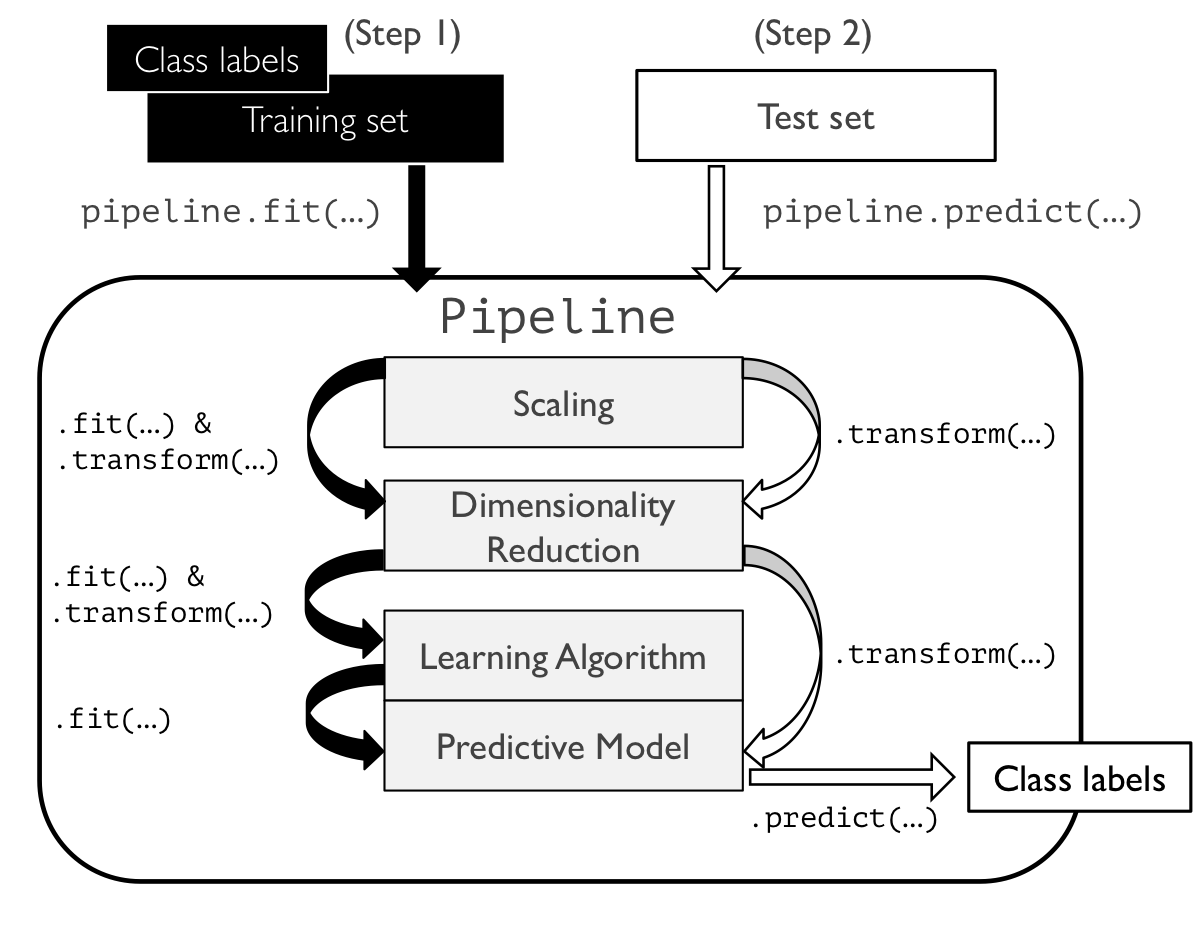 (Step 1)
(Step 2)
Class labels
Training set
Test set
pipeline.fit(…)
pipeline.predict(…)
Pipeline
Scaling
.fit(…) &
.transform(…)
.transform(…)
Dimensionality
Reduction
.fit(…) &
.transform(…)
Learning Algorithm
.transform(…)
.fit(…)
Predictive Model
Class labels
.predict(…)